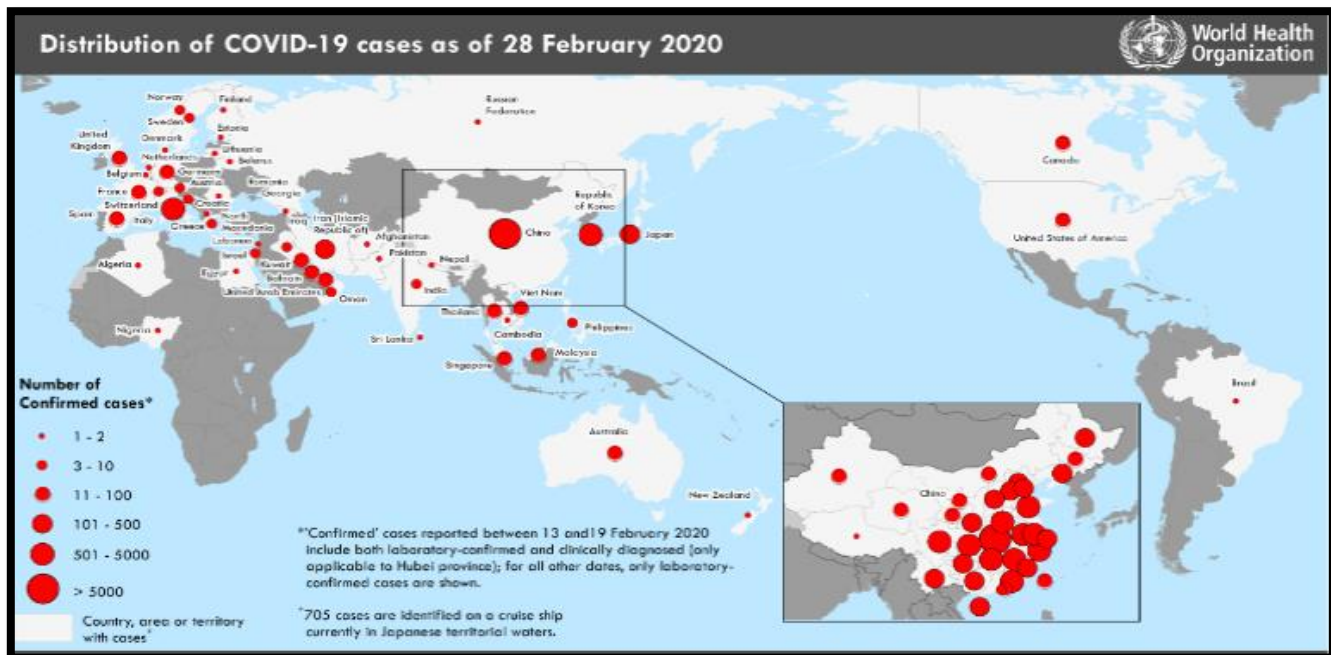 Distribution of COVID-19 cases as of 28 February 2020
World Health
Organization
Norway
Finland
Russian
Federation
Sweden
Estonia
United
Kingdom
Denmark
Lithuania
Netherlands
Belarus
Belgium
Germany
Austria
Romania
France
Georgia
Switzerland
Croatia
Spain
Italy
North
Macedonia
Greece
Iraq
Iran (Islamic
Republic of)
Lebanon
Israel
Afghanistan
Pakistan
Kuwait
Bahrain
Algeria
Egypt
United Arab Emirates
Oman
Nepal
India
China
Republic
of Korea
Japan
Canada
United States of America
Nigeria
Sri Lanka
Thailand
Viet Nam
Cambodia
Philippines
Singapore
Malaysia
Brasil
Australia
New Zealand
China
Number of
Confirmed cases*
1 - 2
3 - 10
11 - 100
101 - 500
501 - 5000
> 5000
Country, area or territory
with cases*
*'Confirmed' cases reported between 13 and19 February 2020
include both laboratory-confirmed and clinically diagnosed (only
applicable to Hubei province); for all other dates, only laboratory-
confirmed cases are shown.
*705 cases are identified on a cruise ship
currently in Japanese territorial waters.